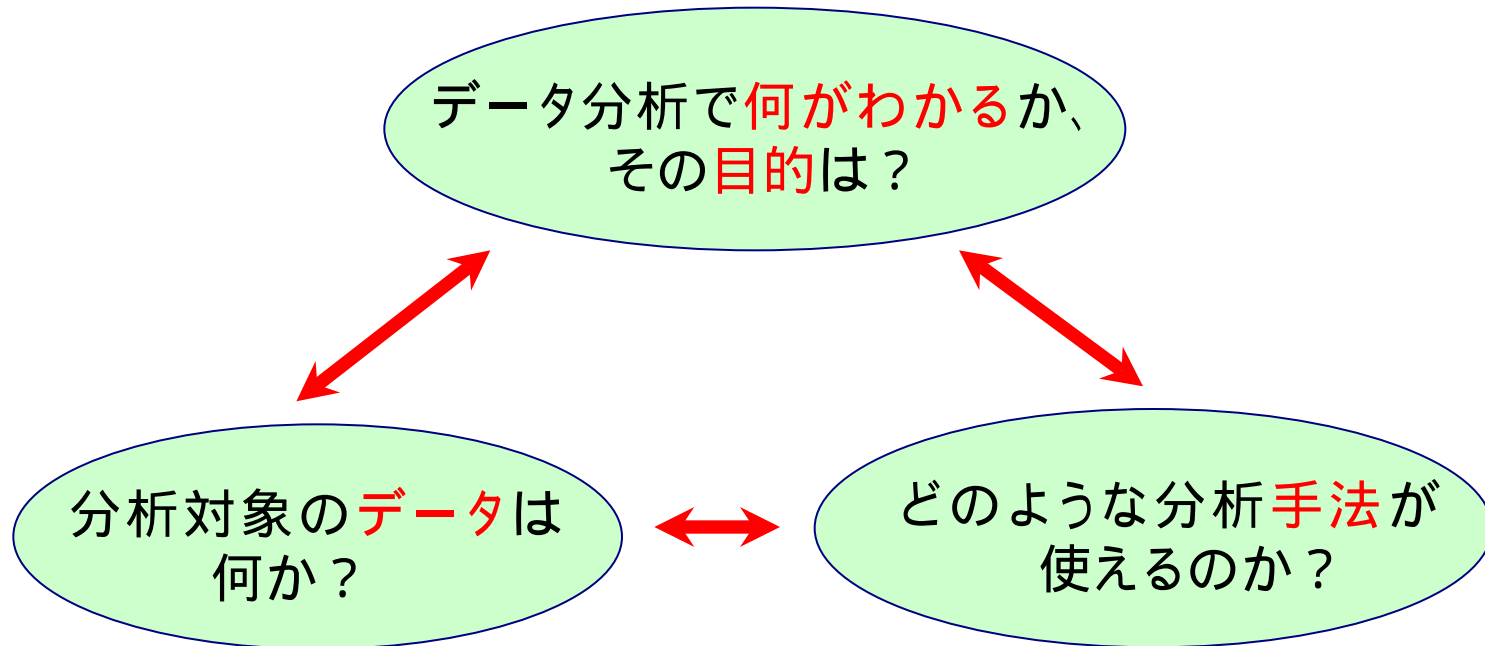 データ分析で何がわかるか、
その目的は？
分析対象のデータは
何か？
どのような分析手法が
使えるのか？